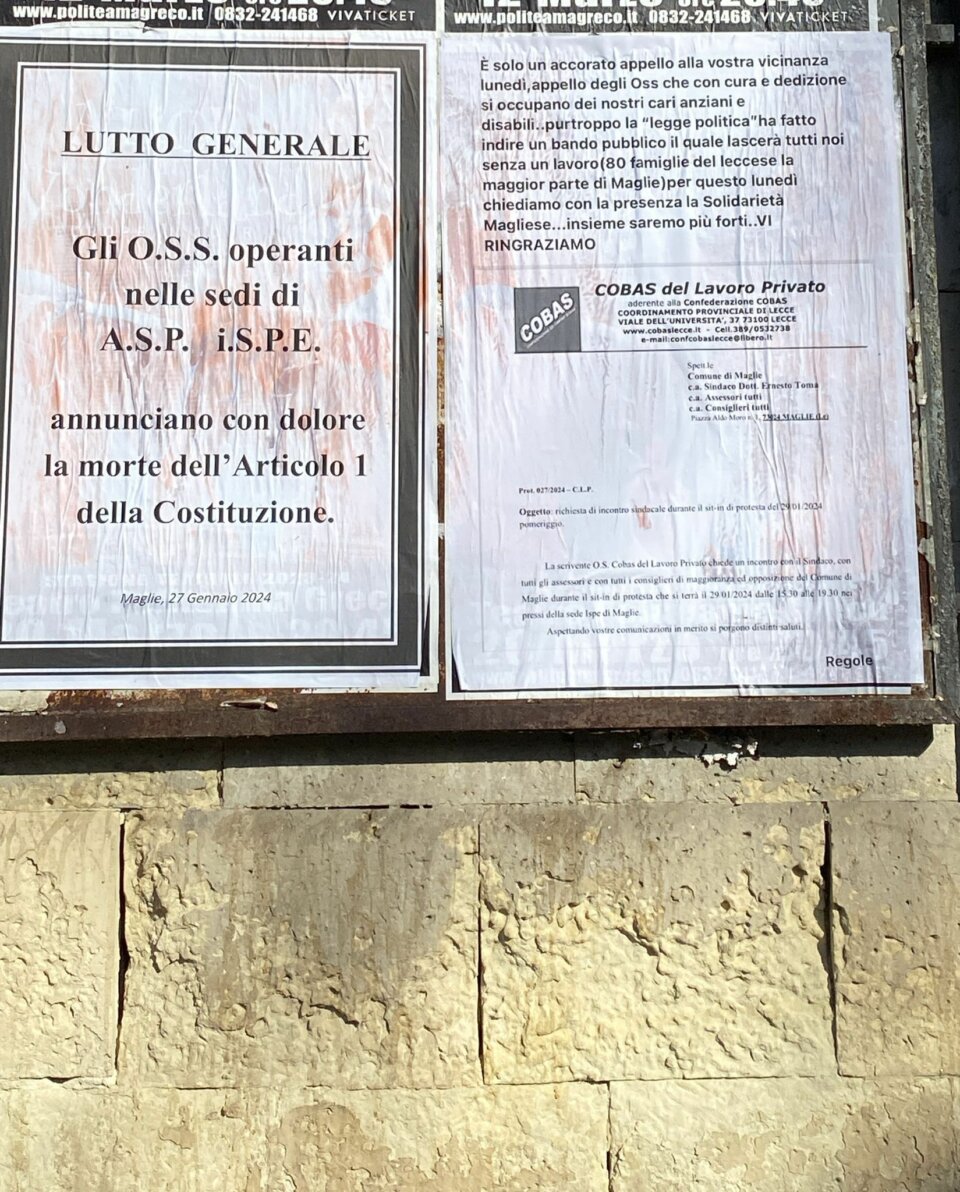 www.politeamagreco.it 0832-241468 VIVATICKET
www.politeamagreco.it 0832-241468 VIVATICKET
LUTTO GENERALE
Gli O.S.S. operanti
nelle sedi di
A.S.P. i.S.P.E.
annunciano con dolore
la morte dell'Articolo 1
della Costituzione.
Maglie, 27 Gennaio 2024
È solo un accorato appello alla vostra vicinanza
lunedì,appello degli Oss che con cura e dedizione
si occupano dei nostri cari anziani e
disabili..purtroppo la "legge politica"ha fatto
indire un bando pubblico il quale lascerà tutti noi
senza un lavoro(80 famiglie del leccese la
maggior parte di Maglie)per questo lunedì
chiediamo con la presenza la Solidarietà
Magliese...insieme saremo più forti..VI
RINGRAZIAMO
COBAS
COBAS del Lavoro Privato
aderente alla Confederazione COBAS
COORDINAMENTO PROVINCIALE DI LECCE
VIALE DELL'UNIVERSITA', 37 73100 LECCE
www.cobaslecce.it - Cell.389/0532738
e-mail:confcobaslecce@libero.it
Spett.le
Comune di Maglie
c.a. Sindaco Dott. Ernesto Toma
c.a. Assessori tutti
c.a. Consiglieri tutti
Piazza Aldo Moro n.1, 73024 MAGLIE (Le)
Prot. 027/2024 – C.L.P.
Oggetto: richiesta di incontro sindacale durante il sit-in di protesta del 29/01/2024
pomeriggio.
La scrivente O.S. Cobas del Lavoro Privato chiede un incontro con il Sindaco, con
tutti gli assessori e con tutti i consiglieri di maggioranza ed opposizione del Comune di
Maglie durante il sit-in di protesta che si terrà il 29/01/2024 dalle 15.30 alle 19.30 nei
pressi della sede Ispe di Maglie.
Aspettando vostre comunicazioni in merito si porgono distinti saluti.
Regole